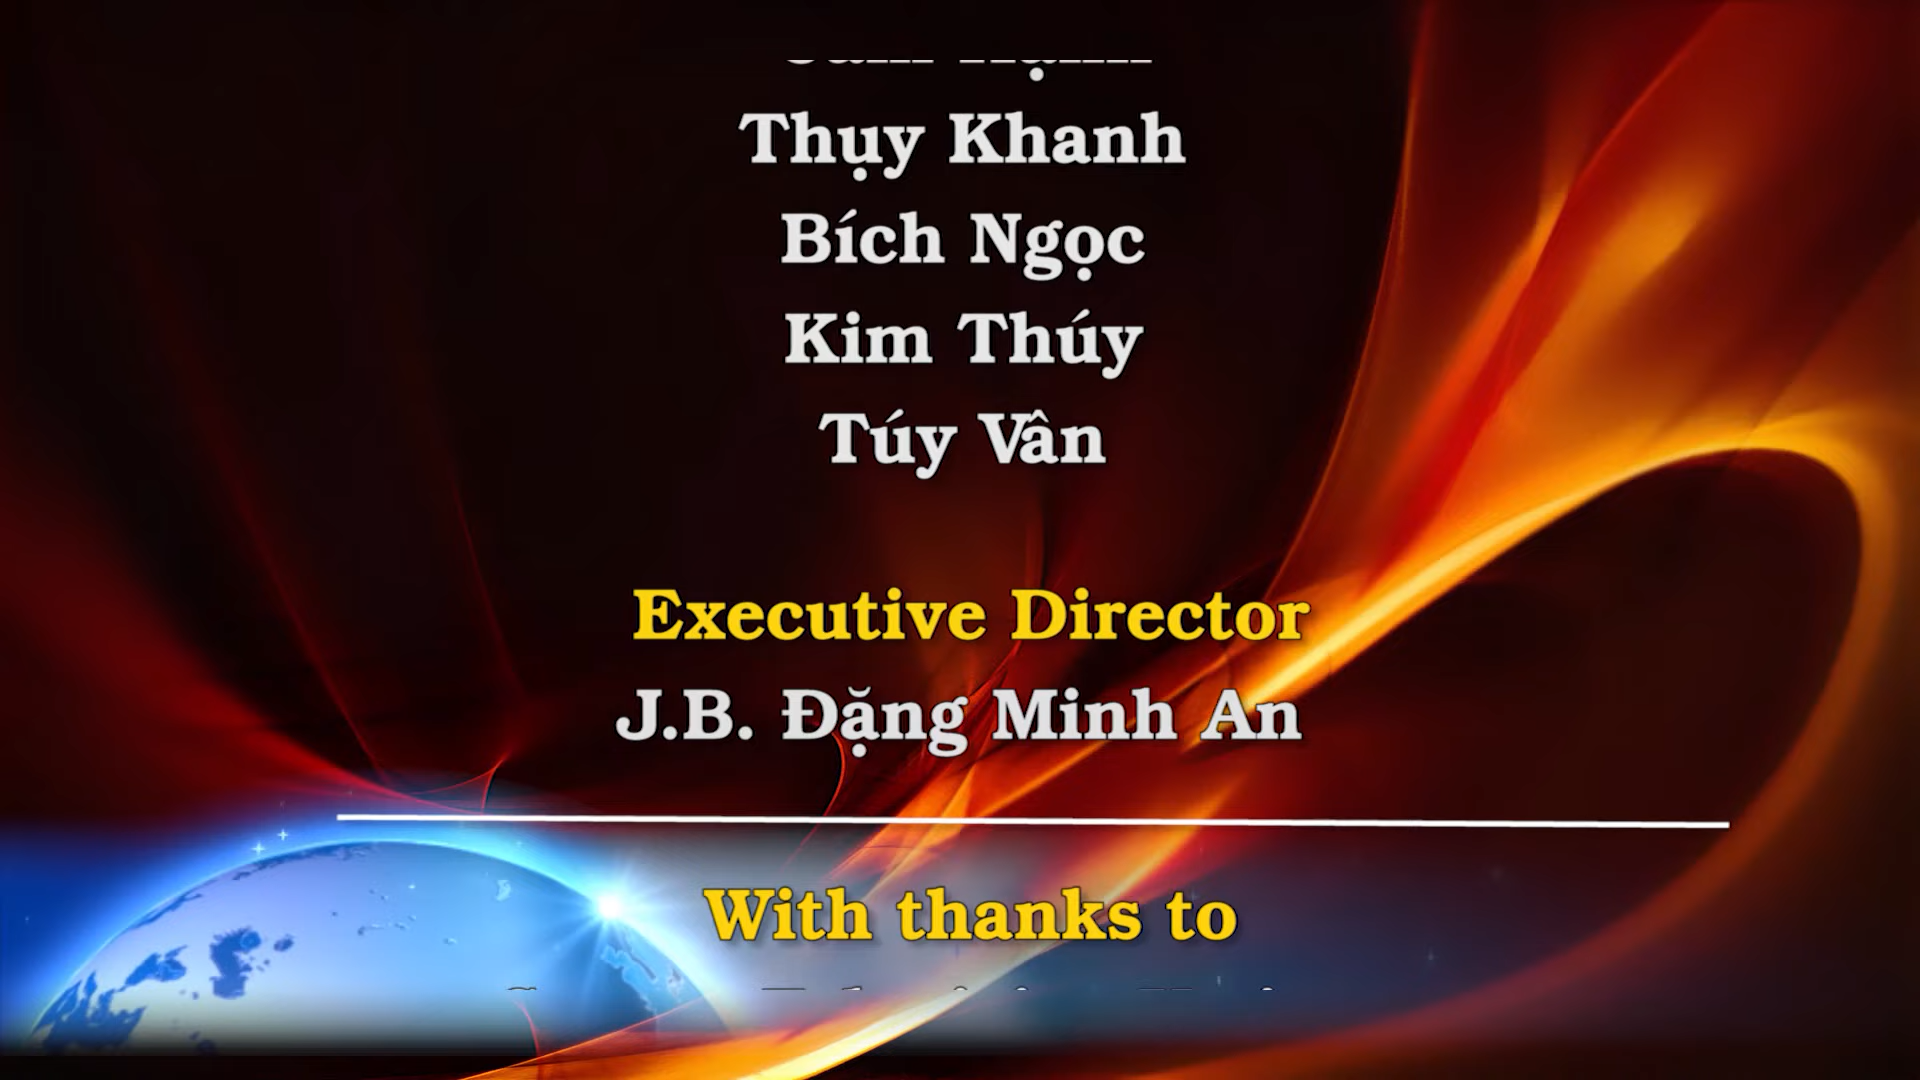 Thụy Khanh
Bích Ngọc
Kim Thúy
Túy Vân
Executive Director
J.B. Đặng Minh An
With thanks to